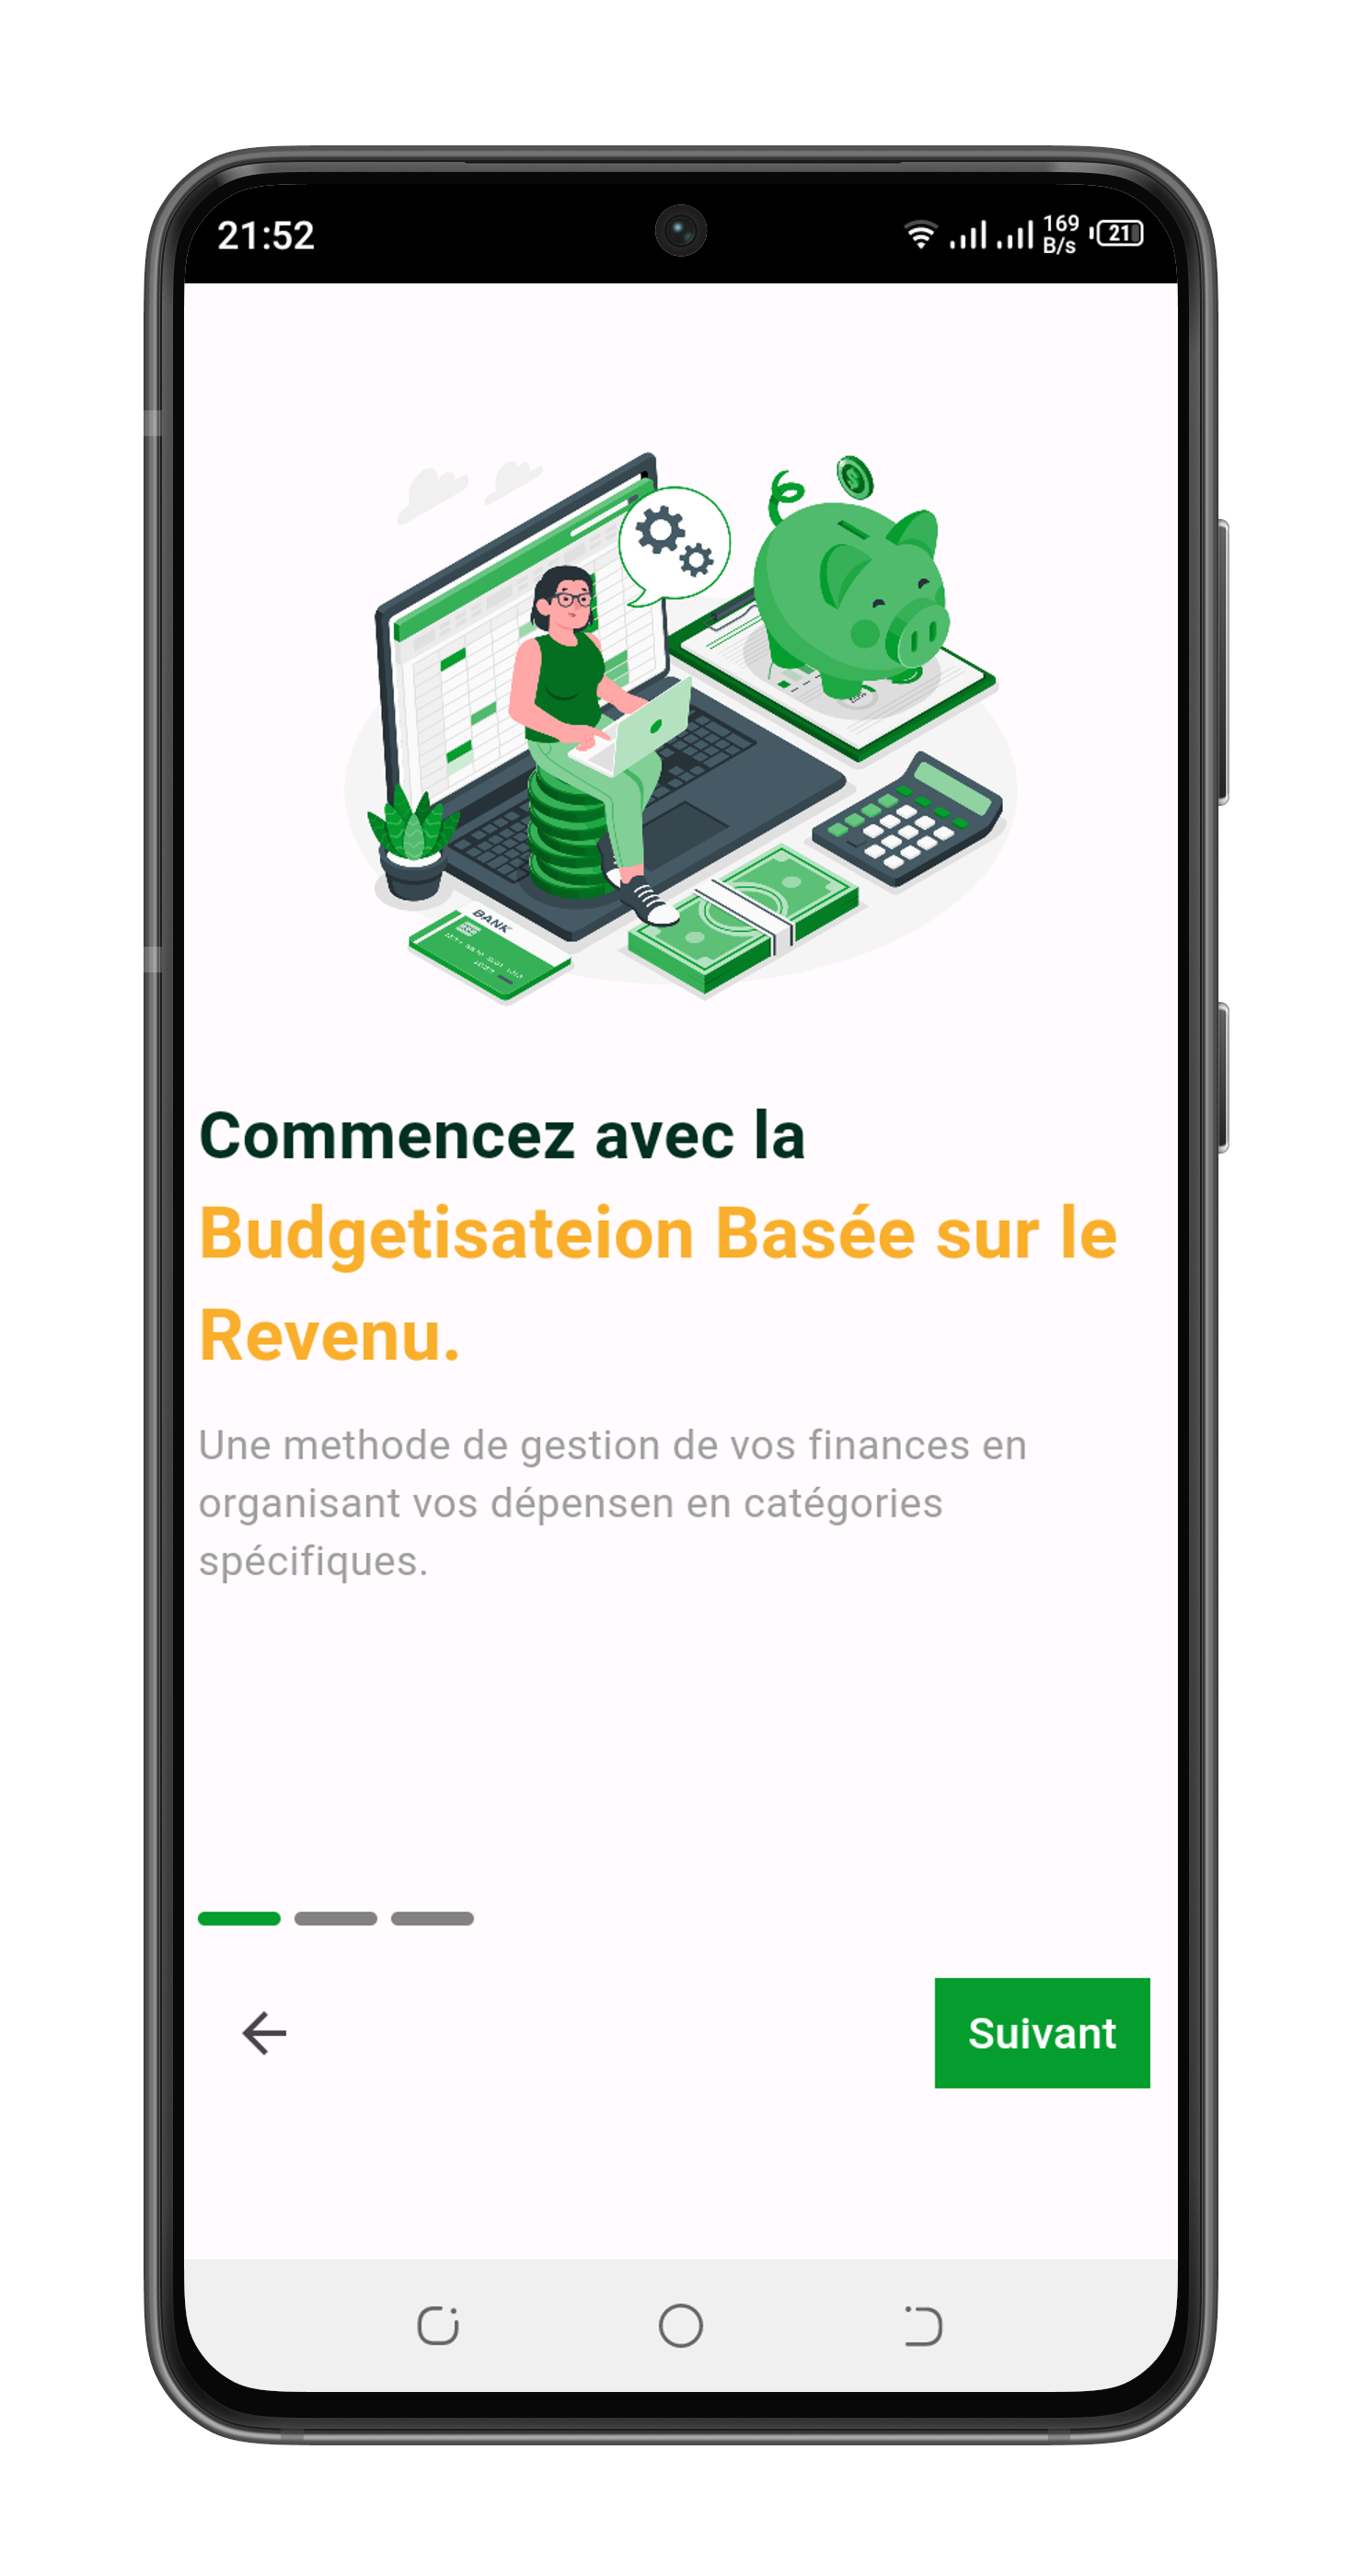 21:52
169
B/s
21
BANK
Commencez avec la
Budgetisateion Basée sur le
Revenu.
Une methode de gestion de vos finances en
organisant vos dépensen en catégories
spécifiques.
Suivant